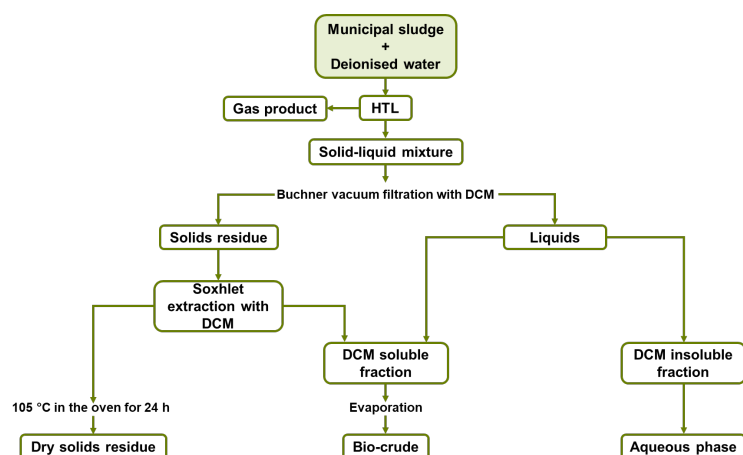 Municipal sludge
+
Deionised water
Gas product
HTL
Solid-liquid mixture
Buchner vacuum filtration with DCM
Solids residue
Liquids
Soxhlet
extraction with
DCM
DCM soluble
fraction
DCM insoluble
fraction
105 °C in the oven for 24 h
Evaporation
Dry solids residue
Bio-crude
Aqueous phase